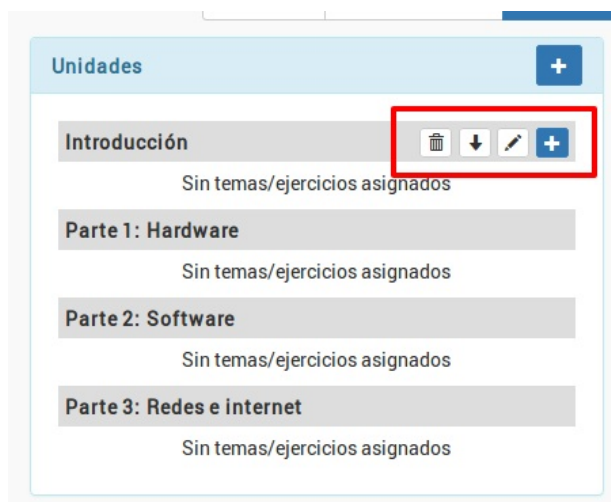 Unidades
Introducción
Sin temas/ejercicios asignados
Parte 1: Hardware
Sin temas/ejercicios asignados
Parte 2: Software
Sin temas/ejercicios asignados
Parte 3: Redes e internet
Sin temas/ejercicios asignados